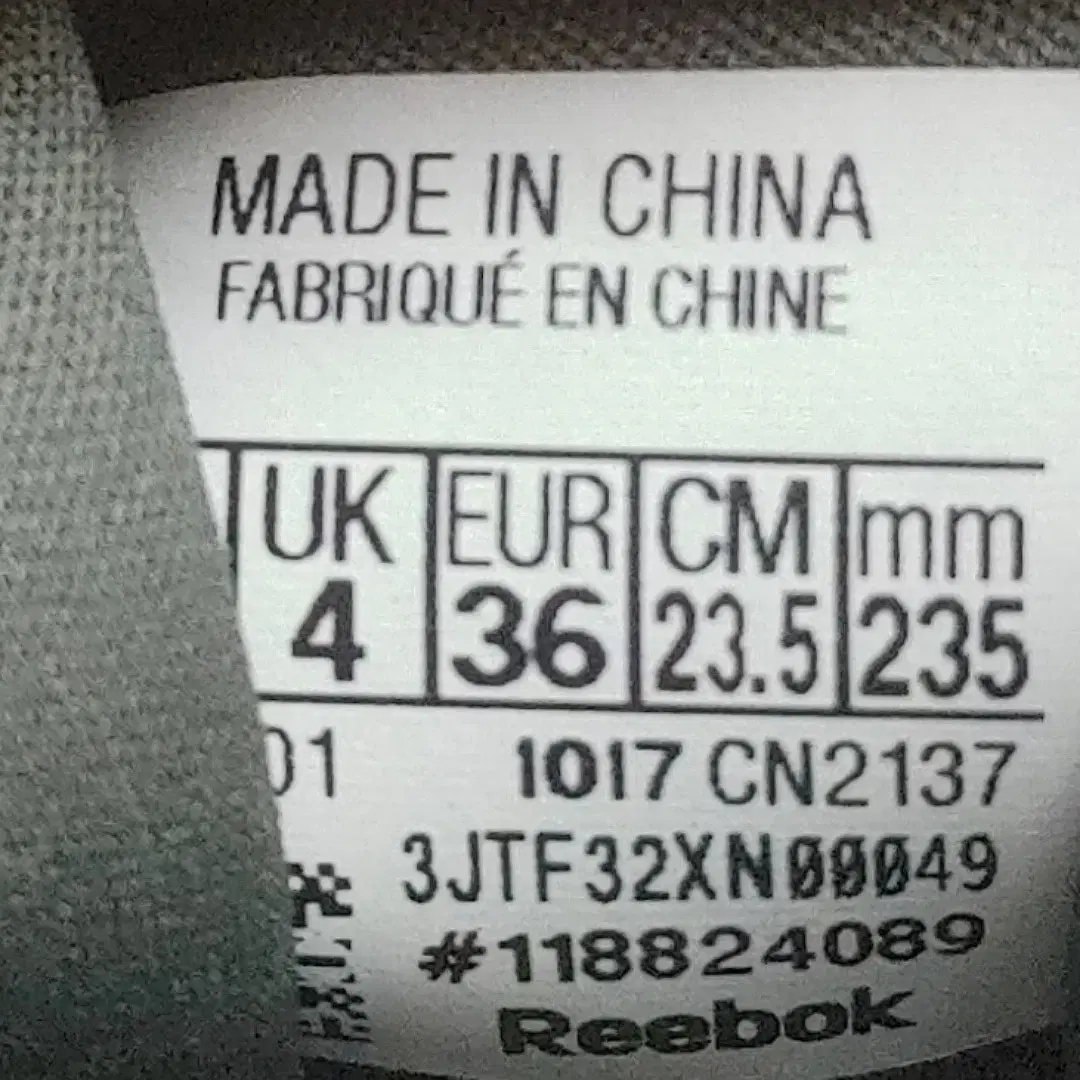 MADE IN CHINA
FABRIQUÉ EN CHINE
UK EUR CM mm
4 36 23.5 235
01 1017 CN2137
3JTF32XN00049
#118824089
Reebok